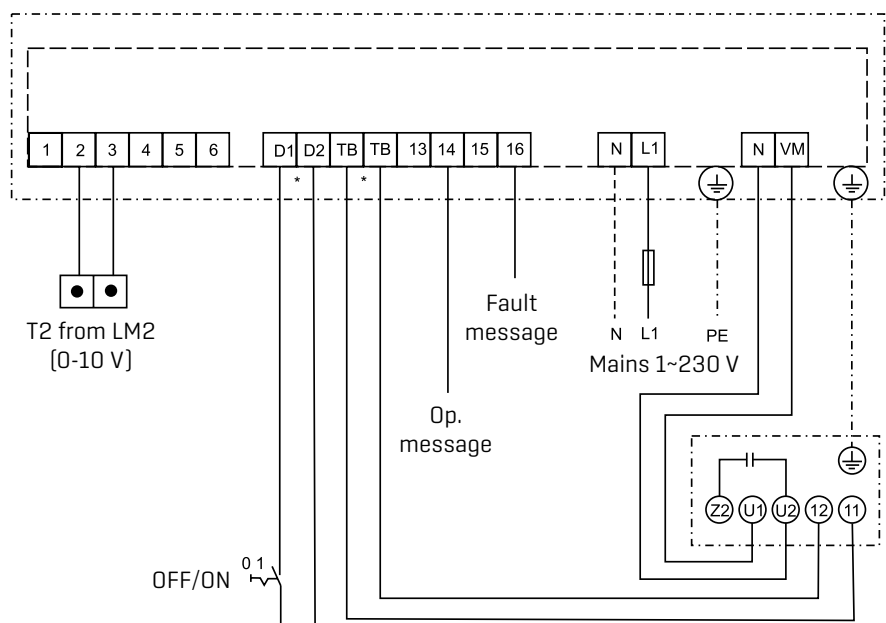 1 2 3 4 5 6 D1 D2 TB TB 13 14 15 16 N L1 N VM
* *
T2 from LM2
(0-10 V)
Fault
message
Op.
message
N L1 PE
Mains 1~230 V
Z2 U1 U2 12 11
0 1
OFF/ON